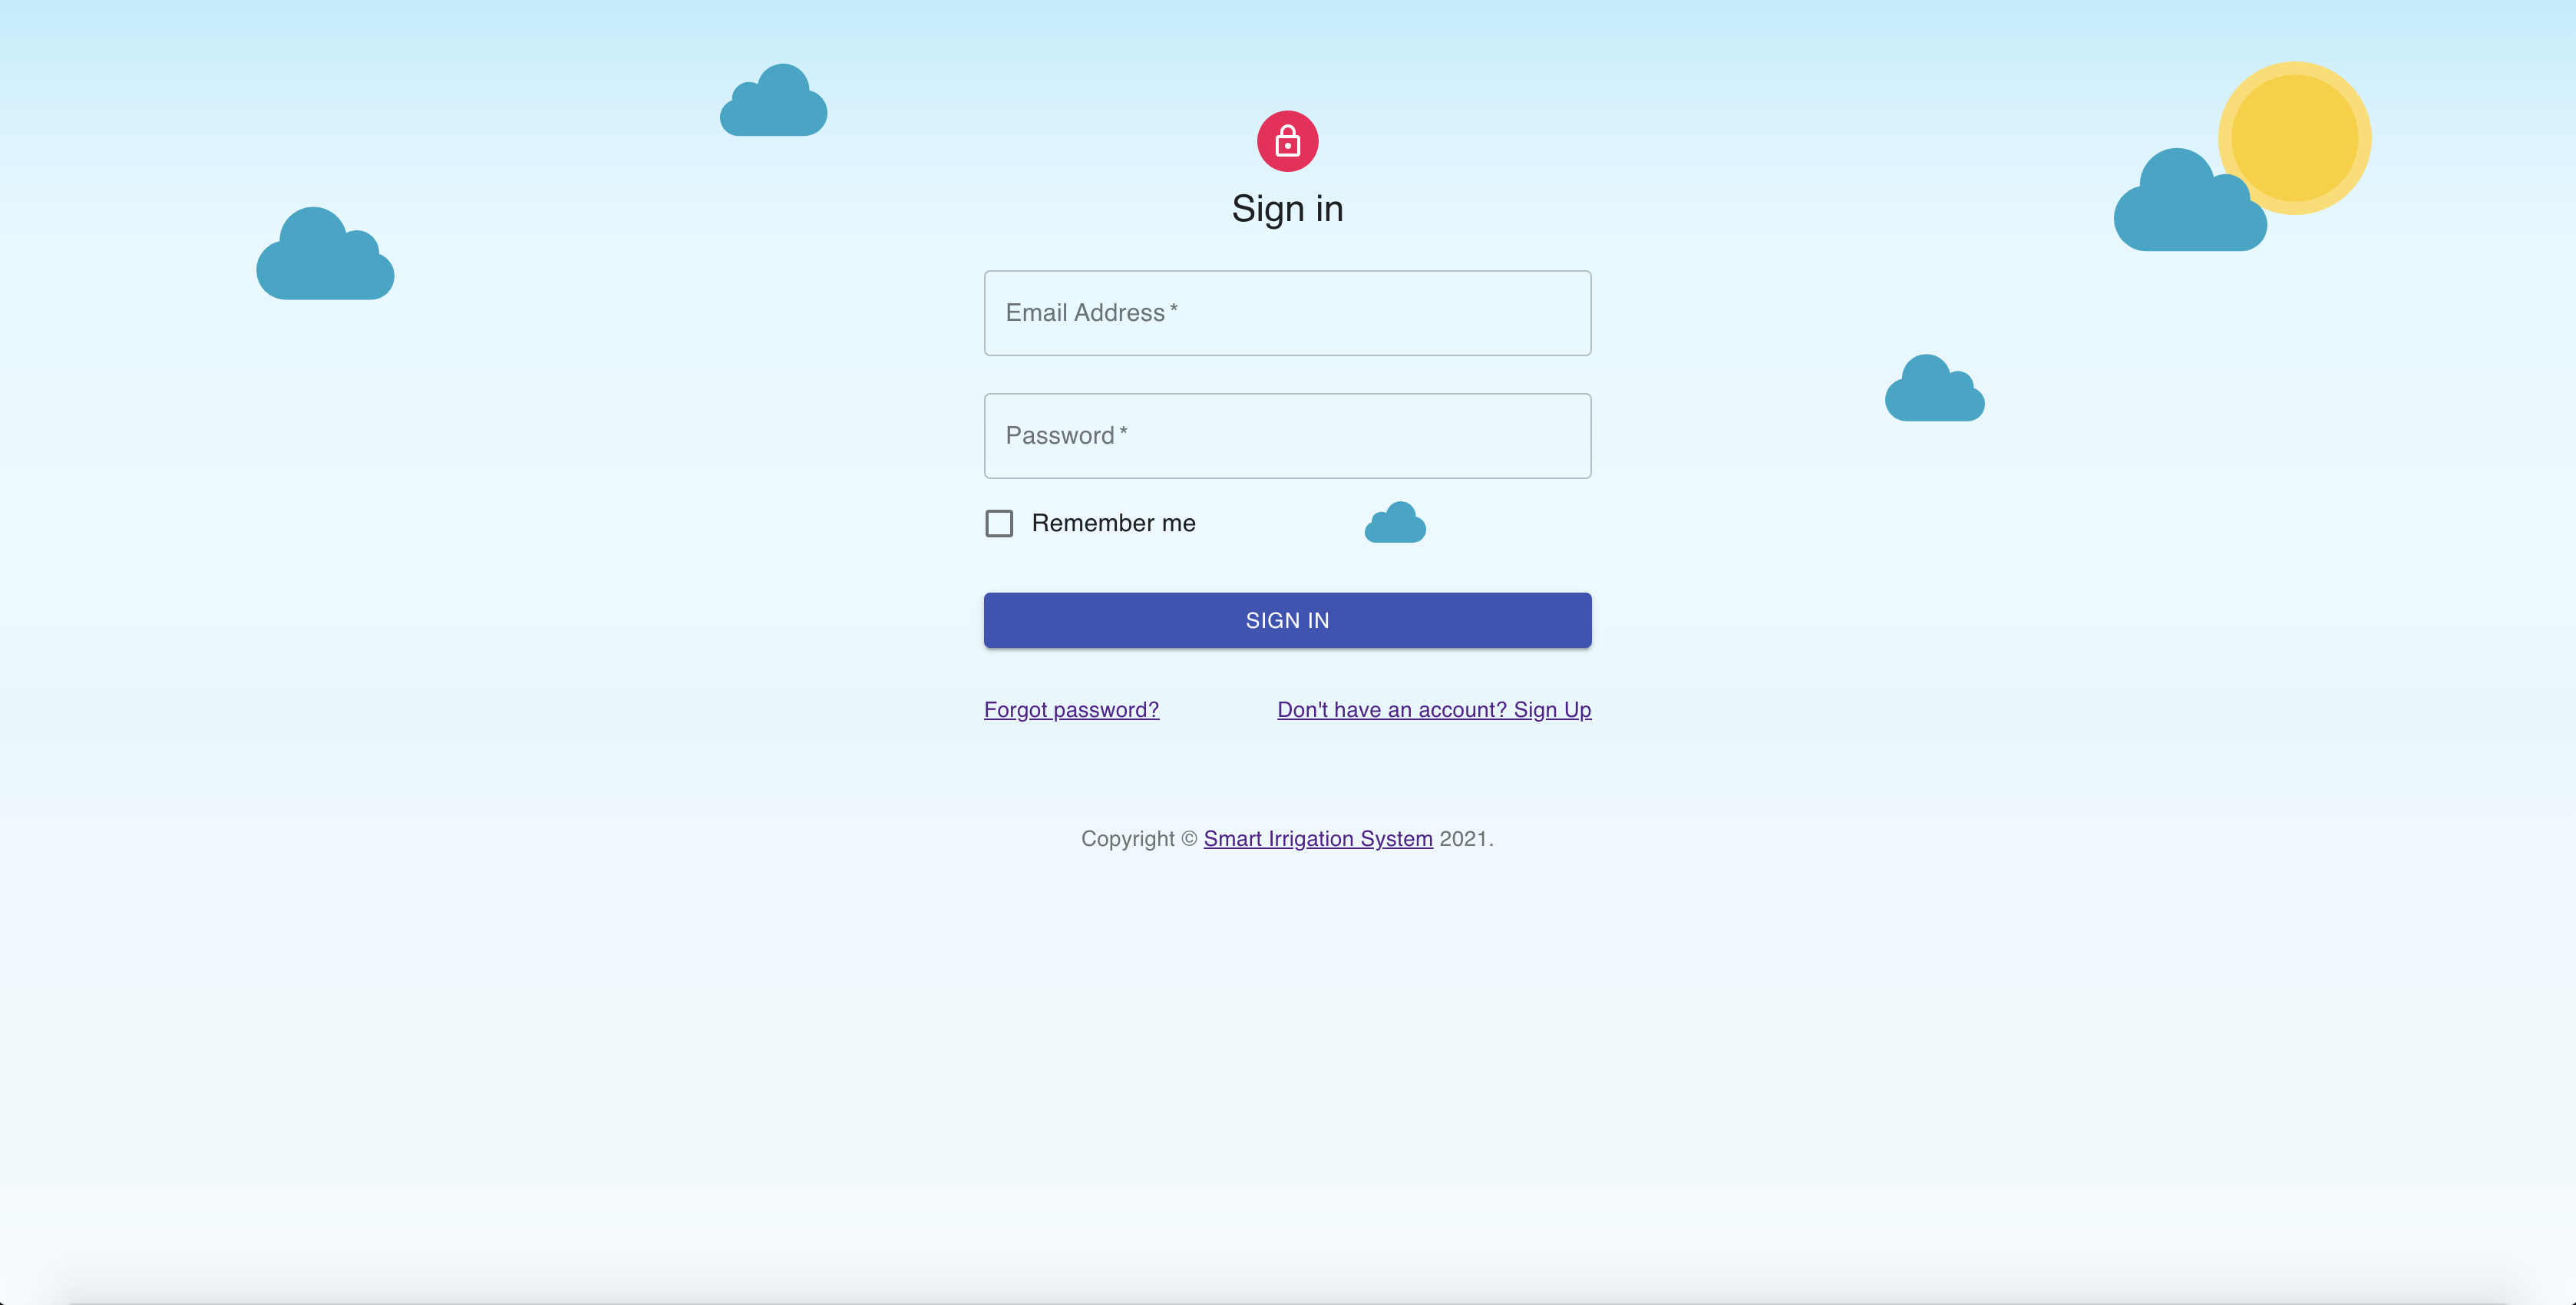 Sign in
Email Address *
Password *
Remember me
SIGN IN
Forgot password? Don't have an account? Sign Up
Copyright © Smart Irrigation System 2021.